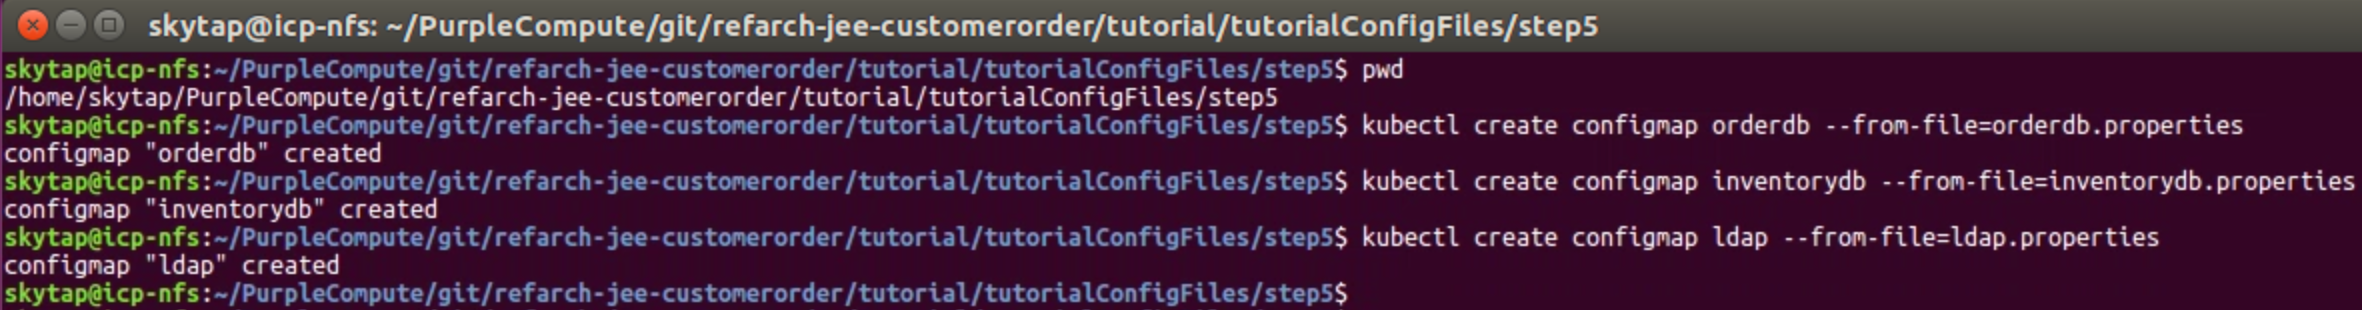 skytap@icp-nfs: ~/PurpleCompute/git/refarch-jee-customerorder/tutorial/tutorialConfigFiles/step5
skytap@icp-nfs:~/PurpleCompute/git/refarch-jee-customerorder/tutorial/tutorialConfigFiles/step5$ pwd
/home/skytap/PurpleCompute/git/refarch-jee-customerorder/tutorial/tutorialConfigFiles/step5
skytap@icp-nfs:~/PurpleCompute/git/refarch-jee-customerorder/tutorial/tutorialConfigFiles/step5$ kubectl create configmap orderdb --from-file=orderdb.properties
configmap "orderdb" created
skytap@icp-nfs:~/PurpleCompute/git/refarch-jee-customerorder/tutorial/tutorialConfigFiles/step5$ kubectl create configmap inventorydb --from-file=inventorydb.properties
configmap "inventorydb" created
skytap@icp-nfs:~/PurpleCompute/git/refarch-jee-customerorder/tutorial/tutorialConfigFiles/step5$ kubectl create configmap ldap --from-file=ldap.properties
configmap "ldap" created
skytap@icp-nfs:~/PurpleCompute/git/refarch-jee-customerorder/tutorial/tutorialConfigFiles/step5$